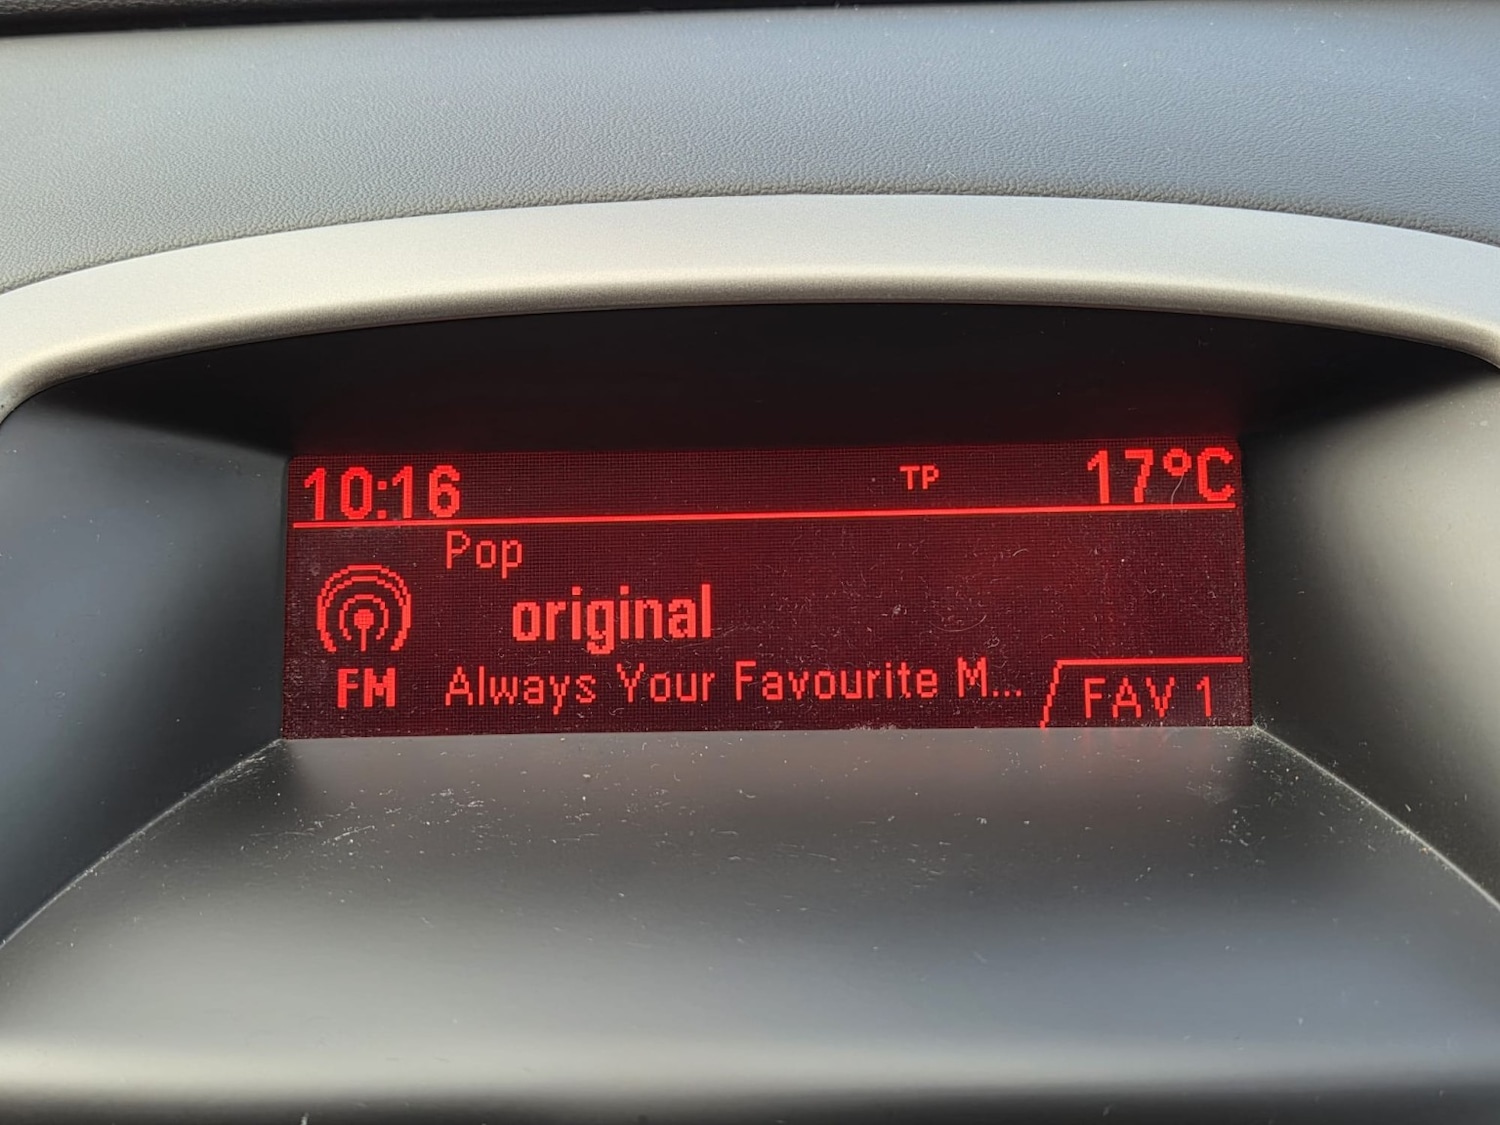 10:16 TP 17°C
Pop
original
FM Always Your Favourite M... FAV 1